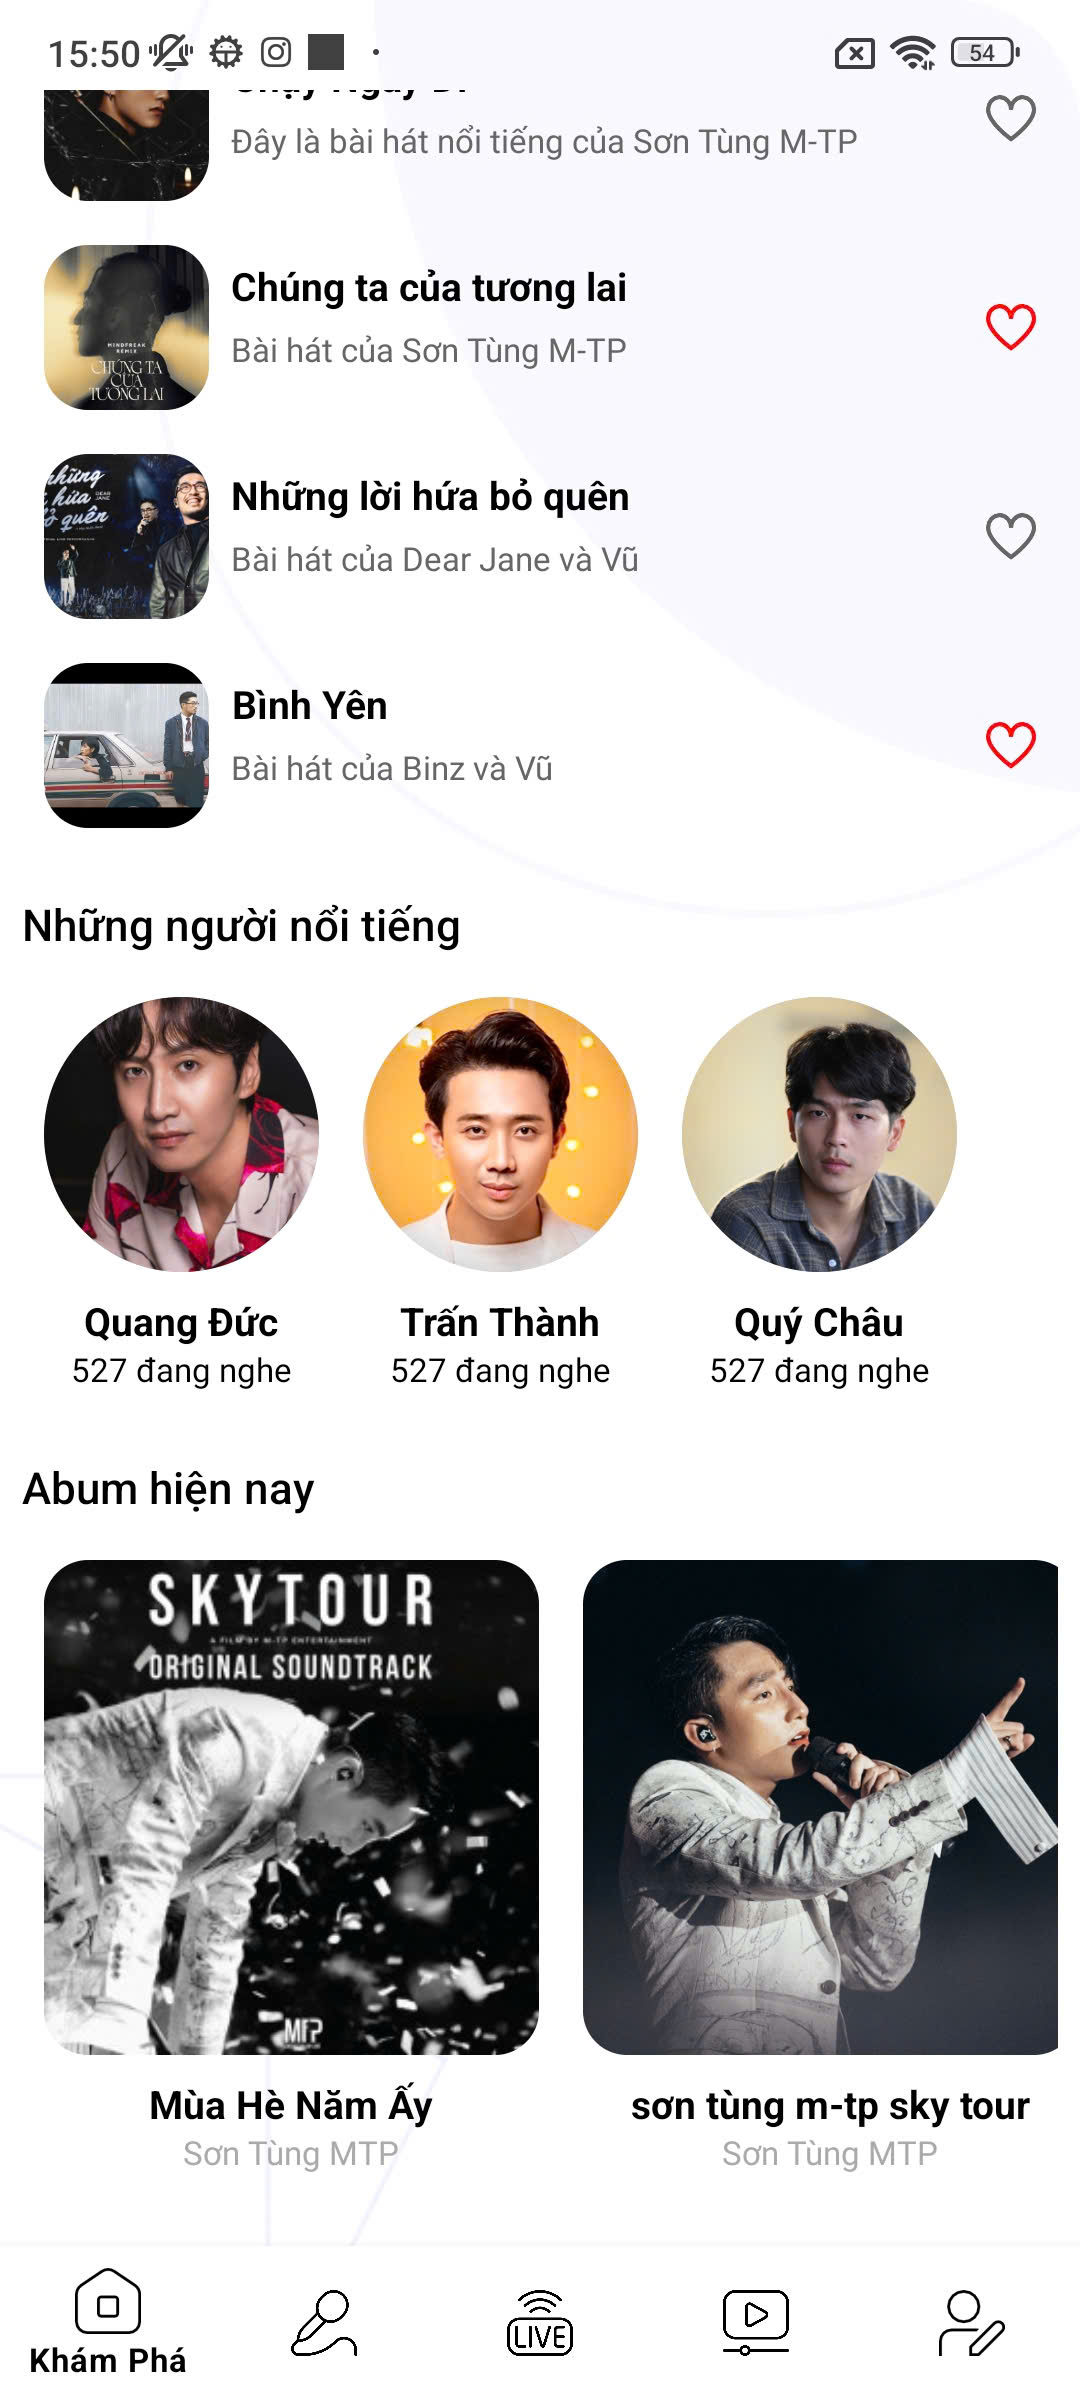 15:50
54
Chạy Ngay Đi
Đây là bài hát nổi tiếng của Sơn Tùng M-TP
MINDFREAK
REMIX
CHÚNG TA
CỦA
TƯƠNG LAI
Chúng ta của tương lai
Bài hát của Sơn Tùng M-TP
những
hứa
DEAR
JANE
quên
Những lời hứa bỏ quên
Bài hát của Dear Jane và Vũ
Bình Yên
Bài hát của Binz và Vũ
Những người nổi tiếng
Quang Đức
527 đang nghe
Trấn Thành
527 đang nghe
Quý Châu
527 đang nghe
Abum hiện nay
SKYTOUR
A FILM BY M-TP ENTERTAINMENT
ORIGINAL SOUNDTRACK
MTP
Mùa Hè Năm Ấy
Sơn Tùng MTP
sơn tùng m-tp sky tour
Sơn Tùng MTP
LIVE
Khám Phá